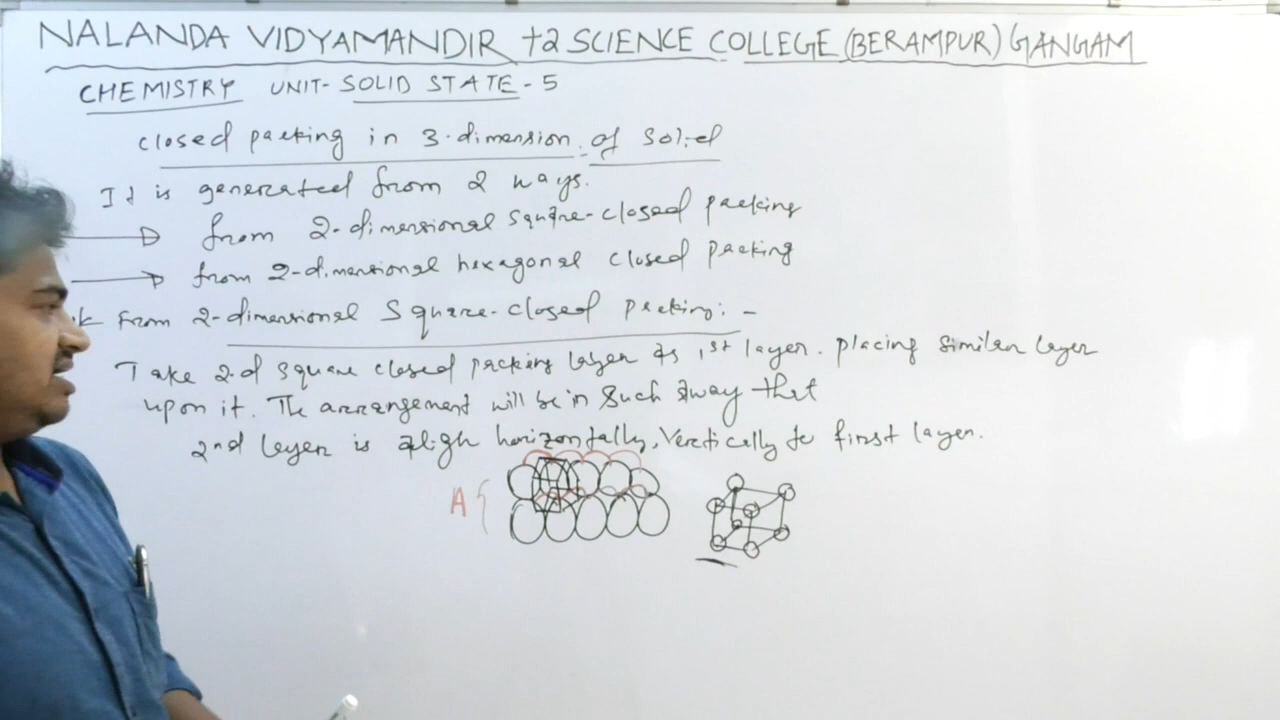 NALANDA VIDYAMANDIR +2 SCIENCE COLLEGE (BERAMPUR) GANGAM
CHEMISTRY UNIT- SOLID STATE - 5
closed packing in 3-dimension of solid
It is generated from 2 ways.
from 2-dimensional square-closed packing
from 2-dimensional hexagonal closed packing
* From 2-dimensional Square-closed packing: -
Take 2.d square closed packing layer as 1st layer. placing similar layer
upon it. The arrangement will be in such away that
2nd layer is align horizontally, vertically to first layer.
A